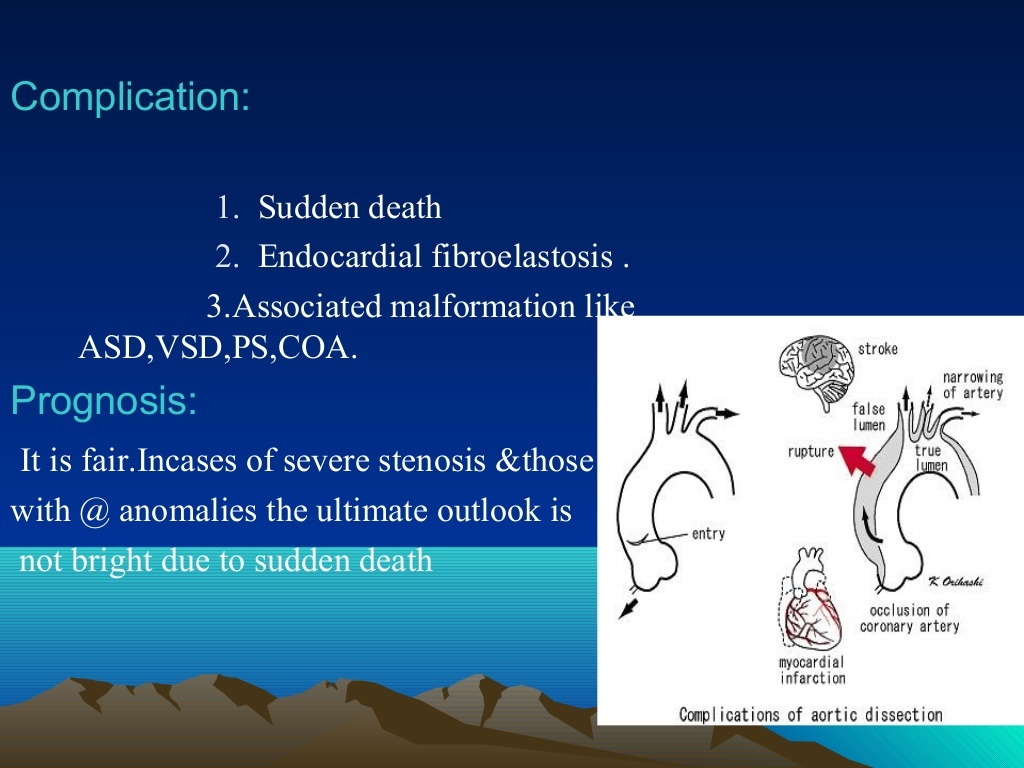 Complication:
1. Sudden death
2. Endocardial fibroelastosis .
3.Associated malformation like
ASD,VSD,PS,COA.
Prognosis:
It is fair.Incases of severe stenosis &those
with @ anomalies the ultimate outlook is
not bright due to sudden death
stroke
narrowing
of artery
false
lumen
rupture
true
lumen
entry
K Orihashi
occlusion of
coronary artery
myocardial
infarction
Complications of aortic dissection